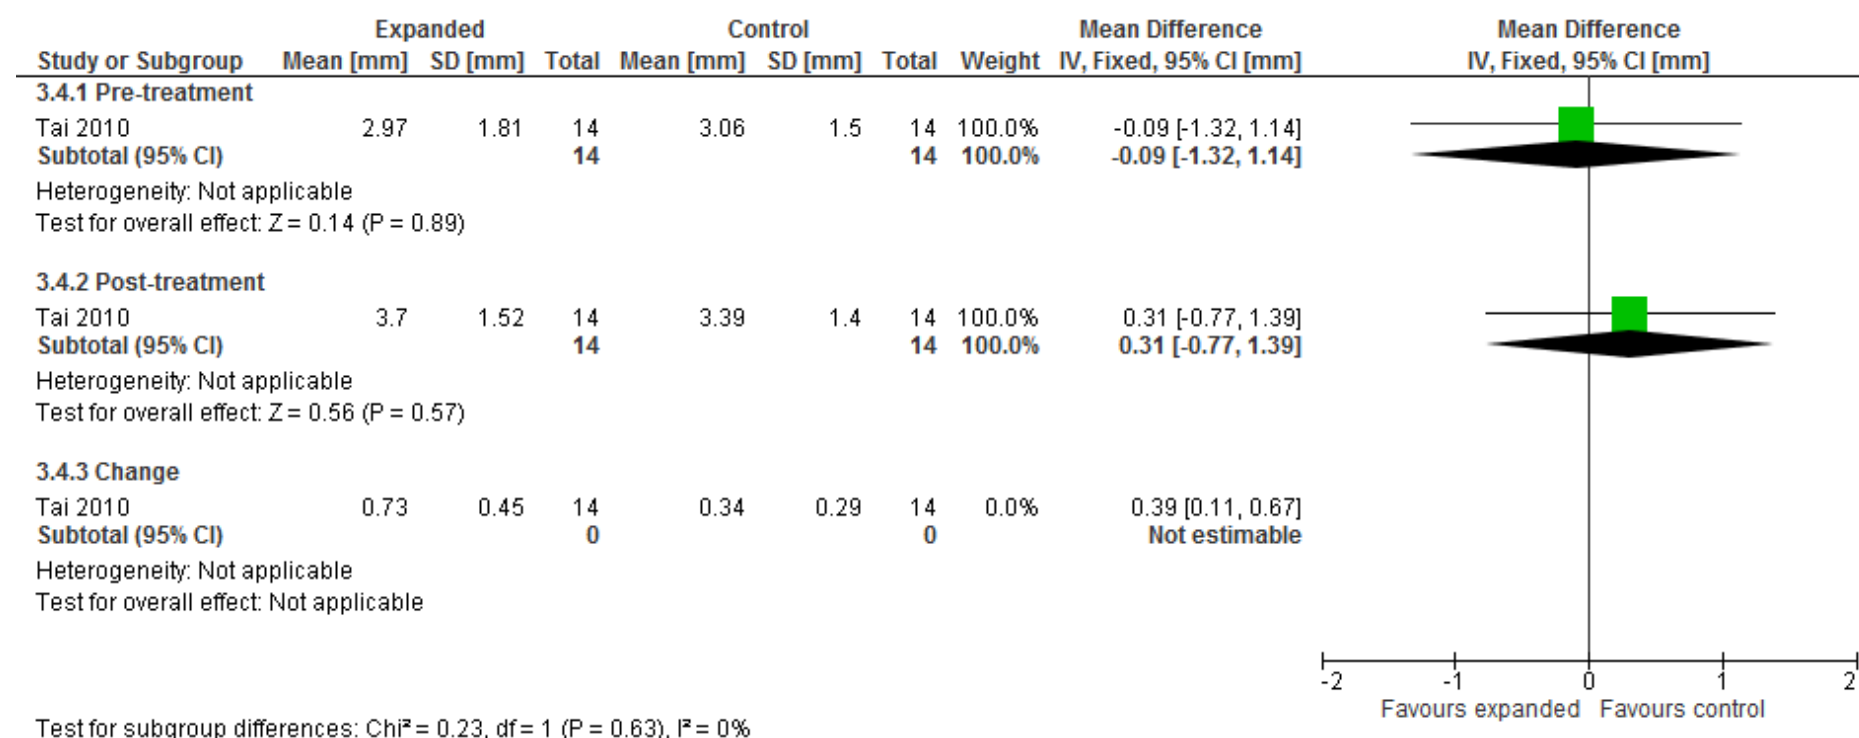 Expanded Control Mean Difference Mean Difference
Study or Subgroup Mean [mm] SD [mm] Total Mean [mm] SD [mm] Total Weight IV, Fixed, 95% CI [mm] IV, Fixed, 95% CI [mm]
3.4.1 Pre-treatment
Tai 2010 2.97 1.81 14 3.06 1.5 14 100.0% -0.09 [-1.32, 1.14]
Subtotal (95% CI) 14 14 100.0% -0.09 [-1.32, 1.14]
Heterogeneity: Not applicable
Test for overall effect: Z = 0.14 (P = 0.89)
3.4.2 Post-treatment
Tai 2010 3.7 1.52 14 3.39 1.4 14 100.0% 0.31 [-0.77, 1.39]
Subtotal (95% CI) 14 14 100.0% 0.31 [-0.77, 1.39]
Heterogeneity: Not applicable
Test for overall effect: Z = 0.56 (P = 0.57)
3.4.3 Change
Tai 2010 0.73 0.45 14 0.34 0.29 14 0.0% 0.39 [0.11, 0.67]
Subtotal (95% CI) 0 0 Not estimable
Heterogeneity: Not applicable
Test for overall effect: Not applicable
-2 -1 0 1 2
Favours expanded Favours control
Test for subgroup differences: Chi² = 0.23, df = 1 (P = 0.63), I² = 0%